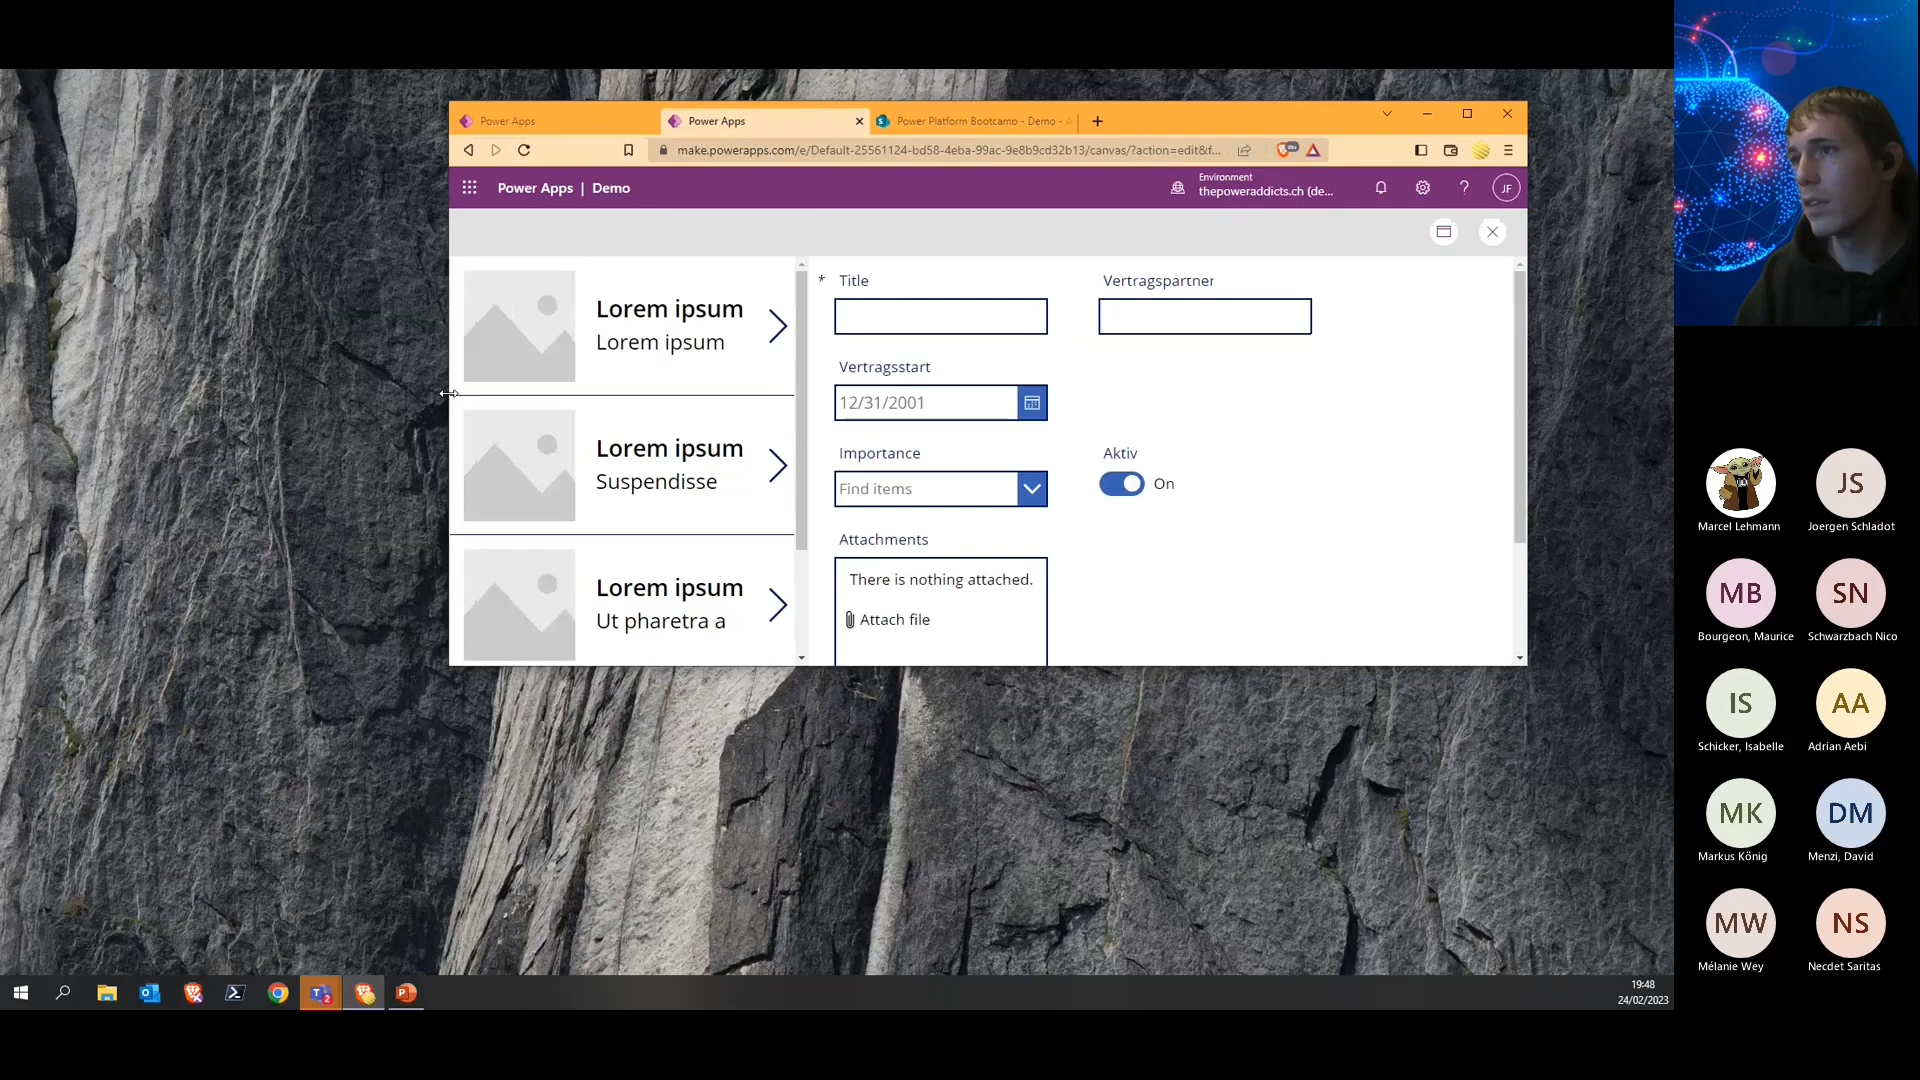 Power Apps
Power Apps
Power Platform Bootcamp - Demo - A
make.powerapps.com/e/Default-25561124-bd58-4eba-99ac-9e8b9cd32b13/canvas/?action=edit&f...
99+
Power Apps | Demo
Environment
thepoweraddicts.ch (de...
JF
Lorem ipsum
Lorem ipsum
Lorem ipsum
Suspendisse
Lorem ipsum
Ut pharetra a
* Title
Vertragspartner
Vertragsstart
12/31/2001
Importance
Find items
Aktiv
On
Attachments
There is nothing attached.
Attach file
JS
Marcel Lehmann
Joergen Schladot
MB
SN
Bourgeon, Maurice
Schwarzbach Nico
IS
AA
Schicker, Isabelle
Adrian Aebi
MK
DM
Markus König
Menzi, David
MW
NS
Mélanie Wey
Necdet Saritas
19:48
24/02/2023